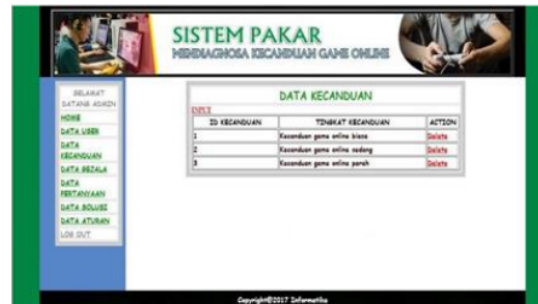 SISTEM PAKAR
MENDIAGNOSA KECANDUAN GAME ONLINE
SELAMAT
DATANG ADMIN
HOME
DATA USER
DATA
KECANDUAN
DATA GEJALA
DATA
PERTANYAAN
DATA SOLUSI
DATA ATURAN
LOG OUT
DATA KECANDUAN
INPUT
ID KECANDUAN TINGKAT KECANDUAN ACTION
1 Kecanduan game online biasa Delete
2 Kecanduan game online sedang Delete
3 Kecanduan game online parah Delete
Copyright©2017 Informatika